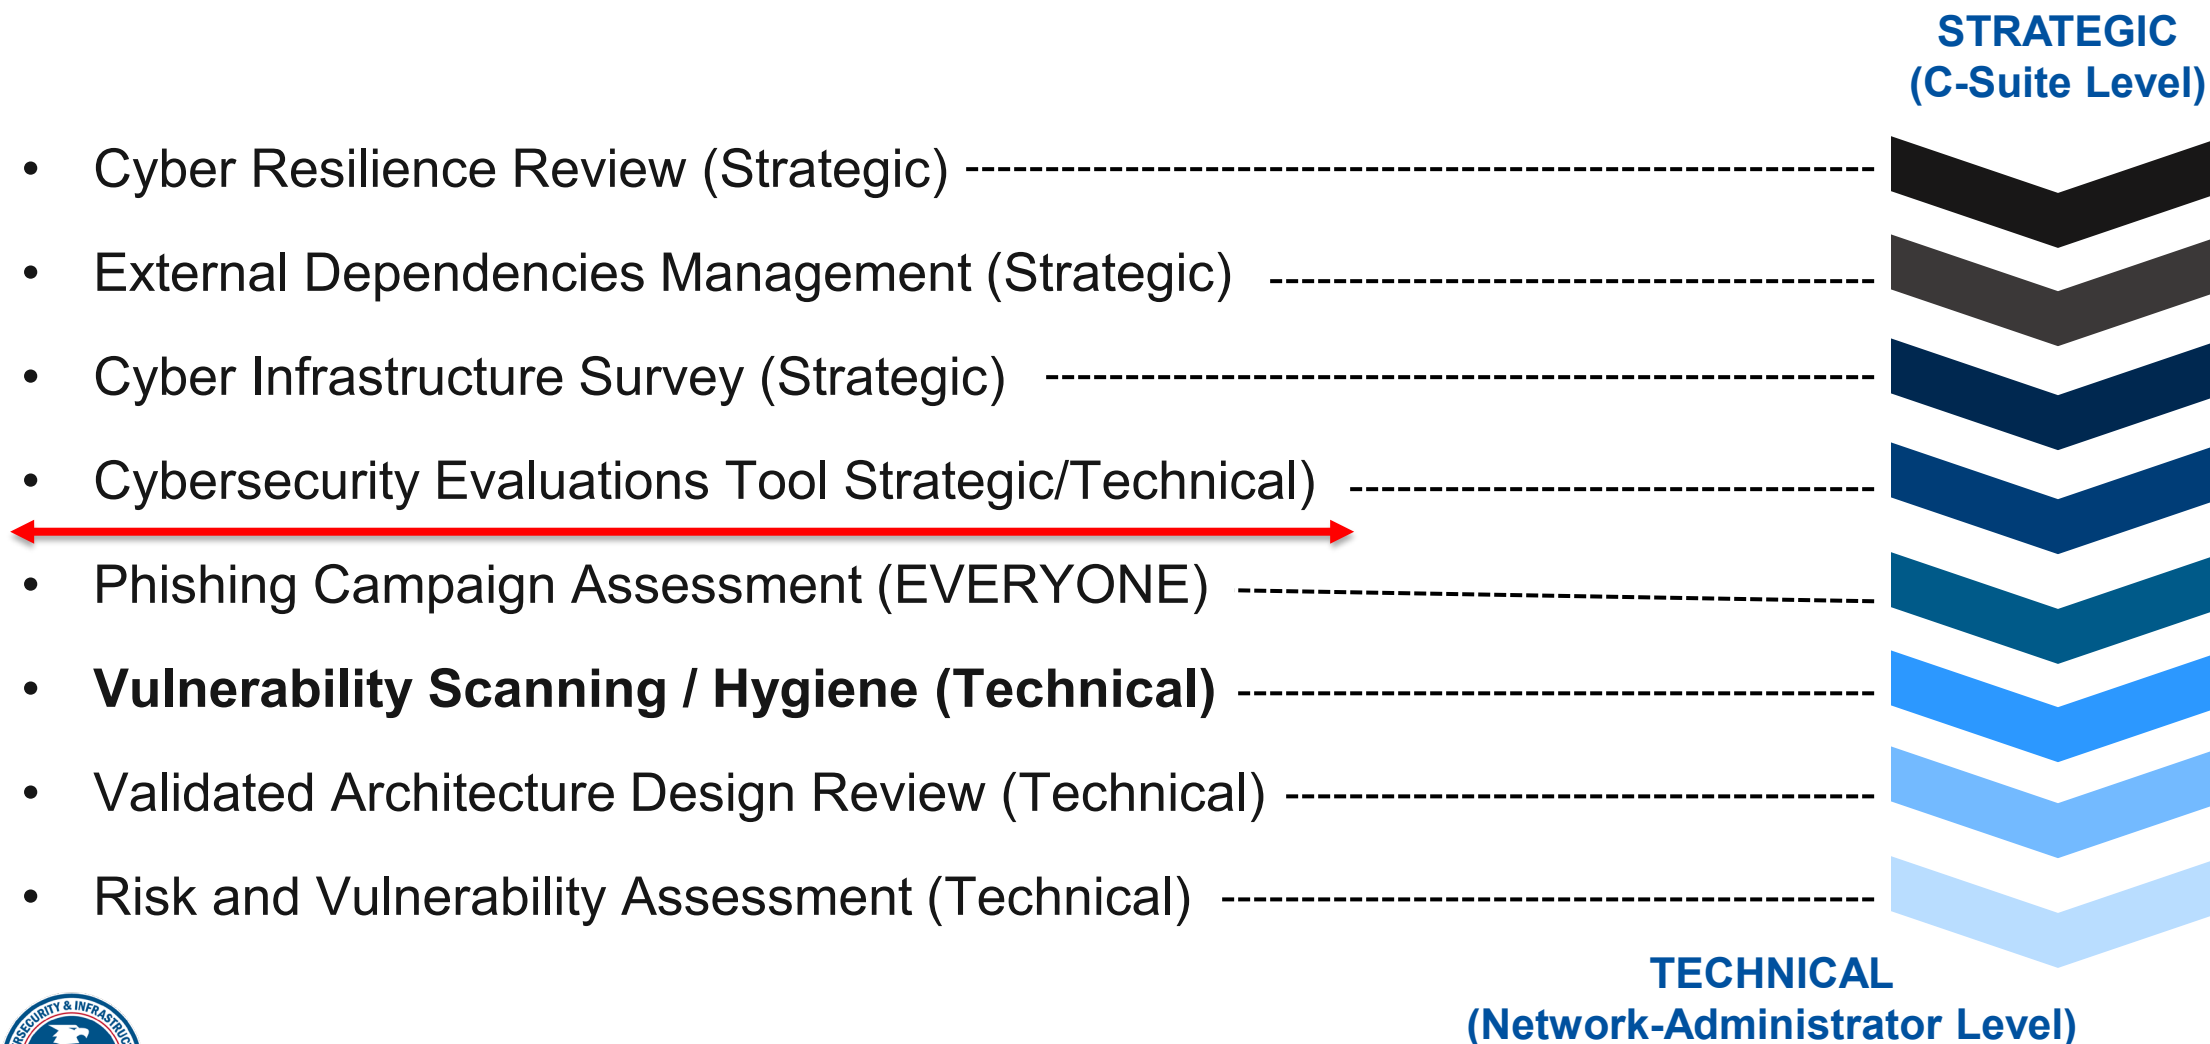 STRATEGIC
(C-Suite Level)
• Cyber Resilience Review (Strategic)
• External Dependencies Management (Strategic)
• Cyber Infrastructure Survey (Strategic)
• Cybersecurity Evaluations Tool Strategic/Technical)
• Phishing Campaign Assessment (EVERYONE)
• Vulnerability Scanning / Hygiene (Technical)
• Validated Architecture Design Review (Technical)
• Risk and Vulnerability Assessment (Technical)
TECHNICAL
(Network-Administrator Level)